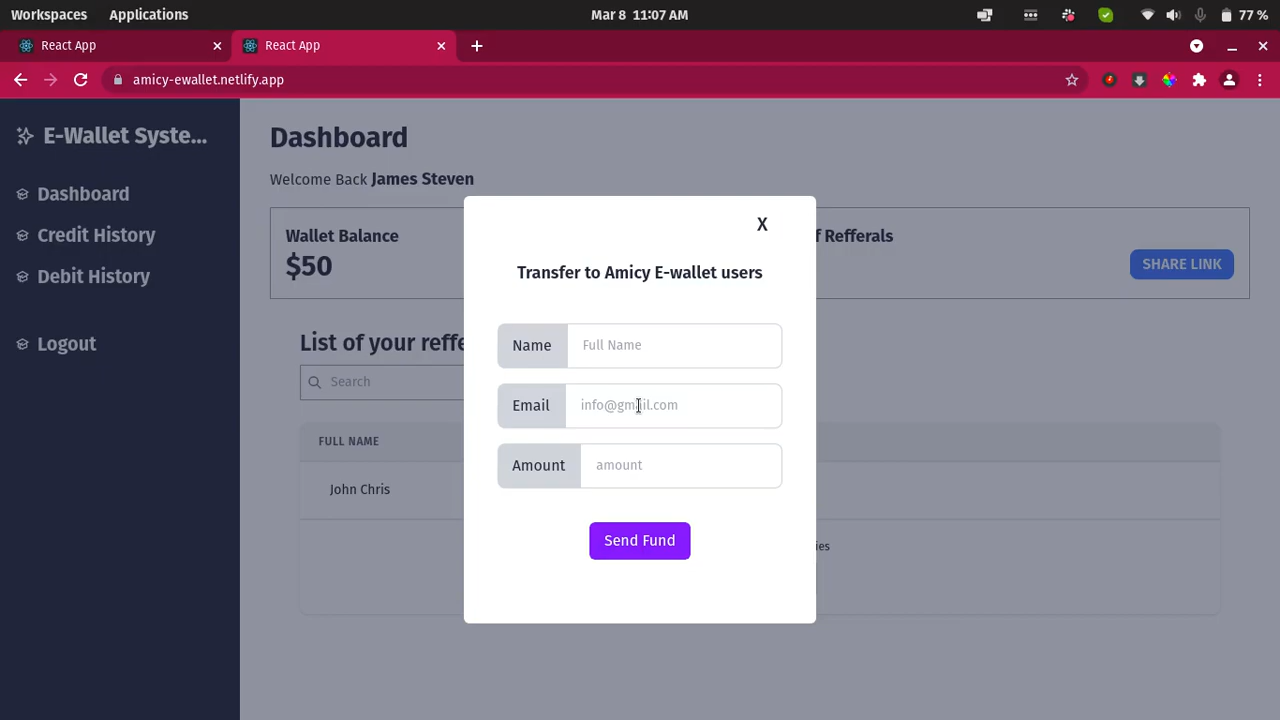 Workspaces Applications Mar 8 11:07 AM 77 %
React App React App
amicy-ewallet.netlify.app
E-Wallet Syste...
Dashboard
Credit History
Debit History
Logout
Dashboard
Welcome Back James Steven
Wallet Balance
$50
f Refferals
SHARE LINK
List of your reffe
Search
FULL NAME
John Chris
ies
X
Transfer to Amicy E-wallet users
Name Full Name
Email info@gmail.com
Amount amount
Send Fund